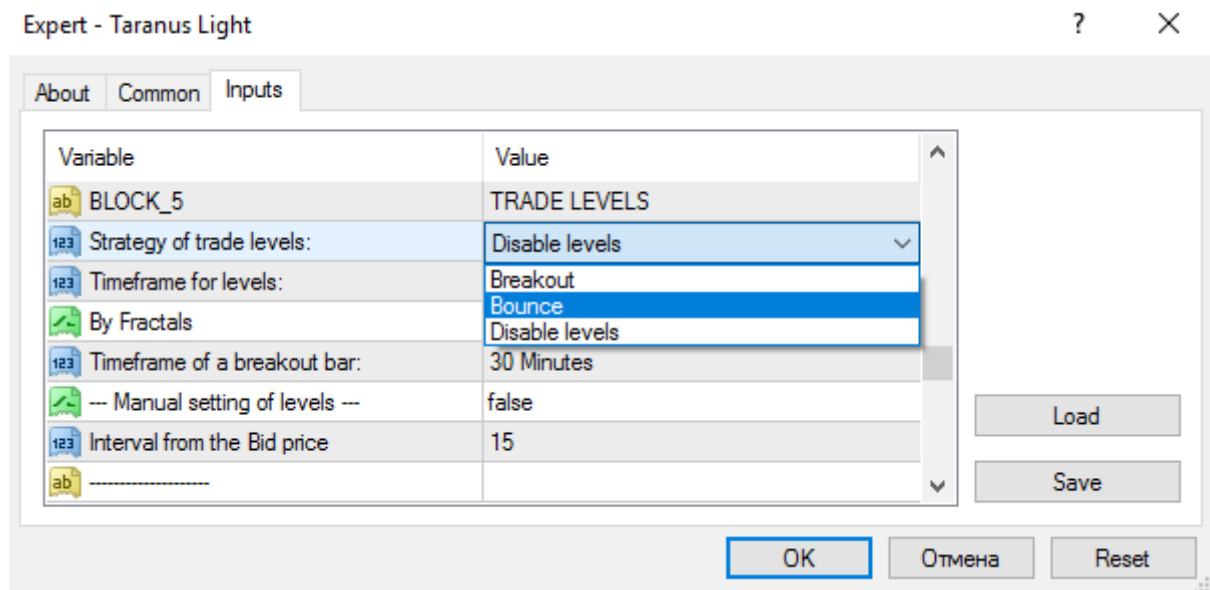 Expert - Taranus Light
?
About Common Inputs
Variable Value
ab BLOCK_5 TRADE LEVELS
123 Strategy of trade levels: Disable levels
123 Timeframe for levels: Breakout
Bounce
By Fractals
Disable levels
123 Timeframe of a breakout bar: 30 Minutes
--- Manual setting of levels --- false
Load
123 Interval from the Bid price 15
ab --------------------
Save
OK Отмена Reset